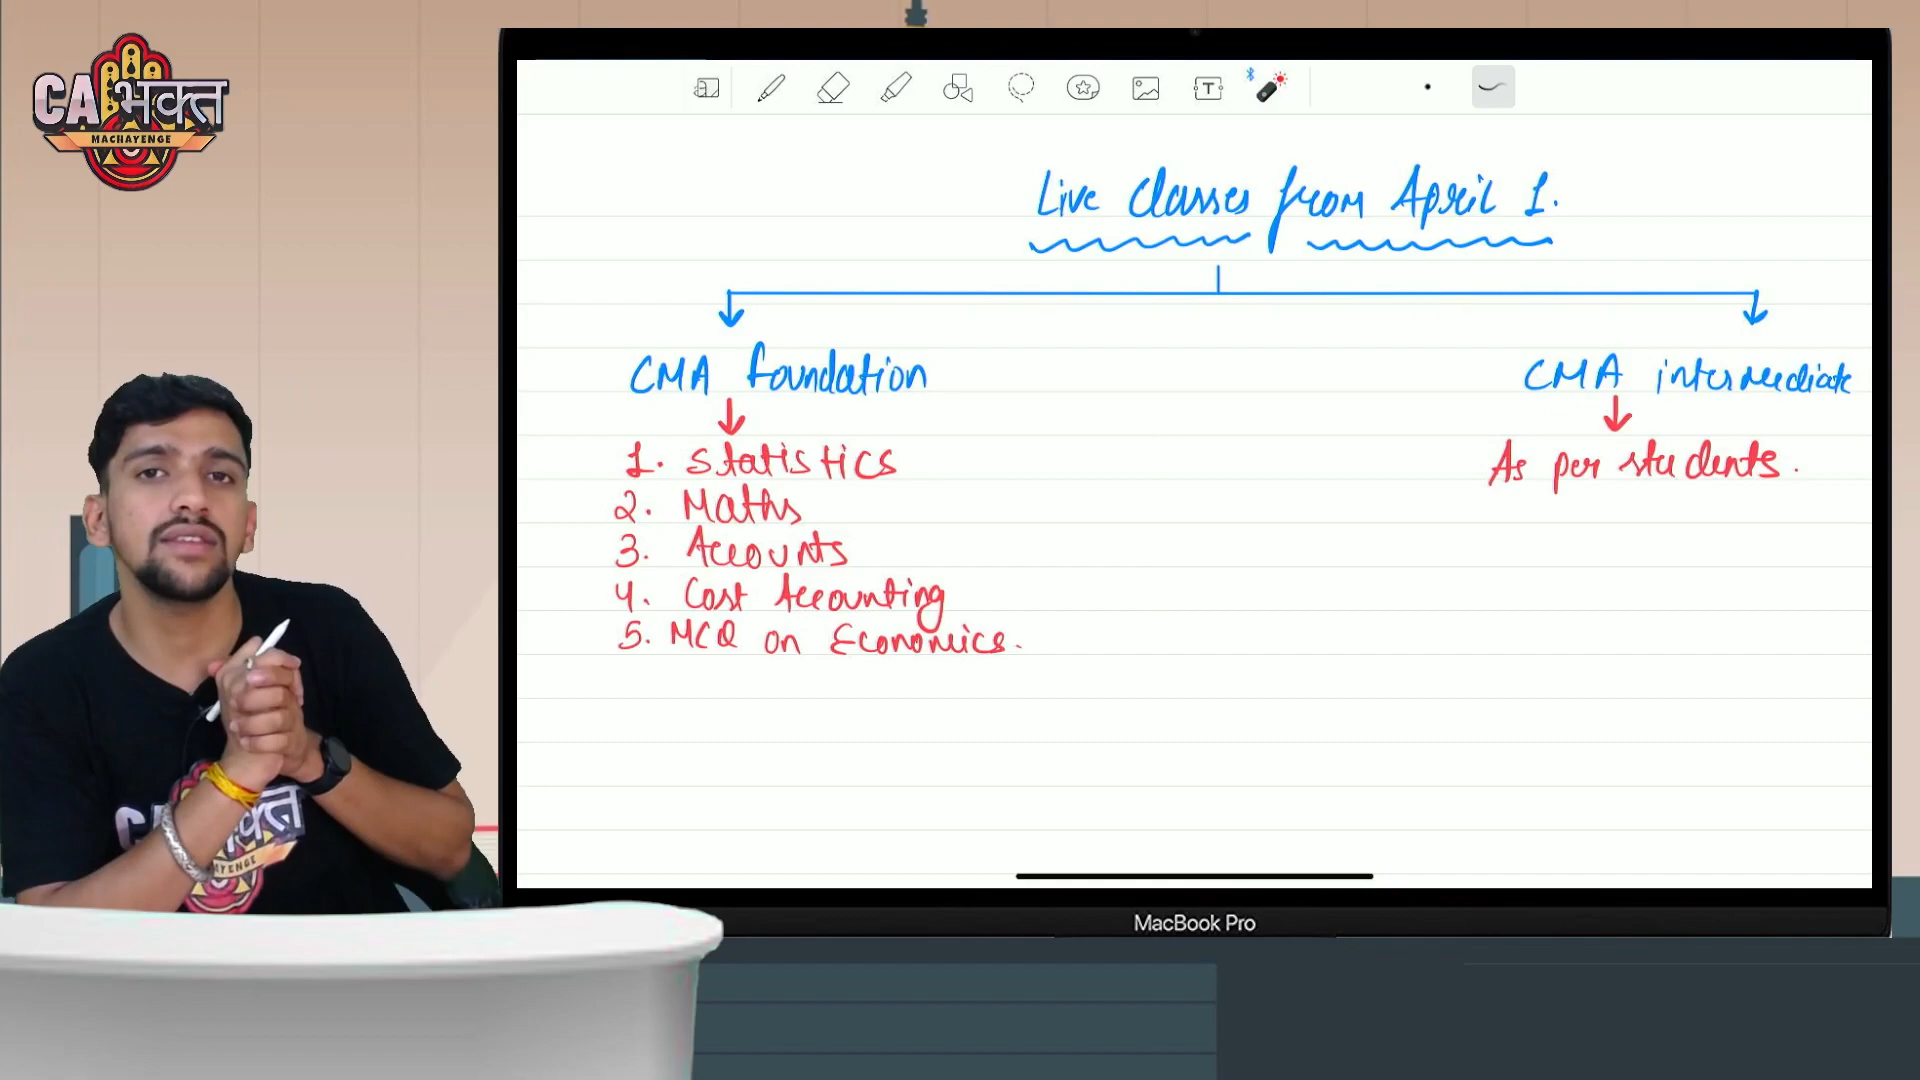 CA भक्त
MACHAYENGE
Live Classes from April 1.
CMA foundation
CMA intermediate
1. Statistics
As per students.
2. Maths
3. Accounts
4. Cost Accounting
5. MCQ on Economics.
MacBook Pro